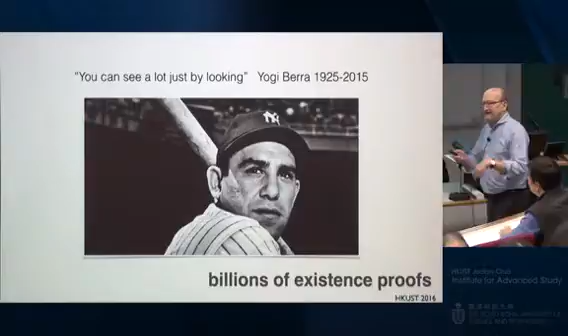 "You can see a lot just by looking" Yogi Berra 1925-2015
NY
billions of existence proofs
HKUST 2016
HKUST Jockey Club
Institute for Advanced Study